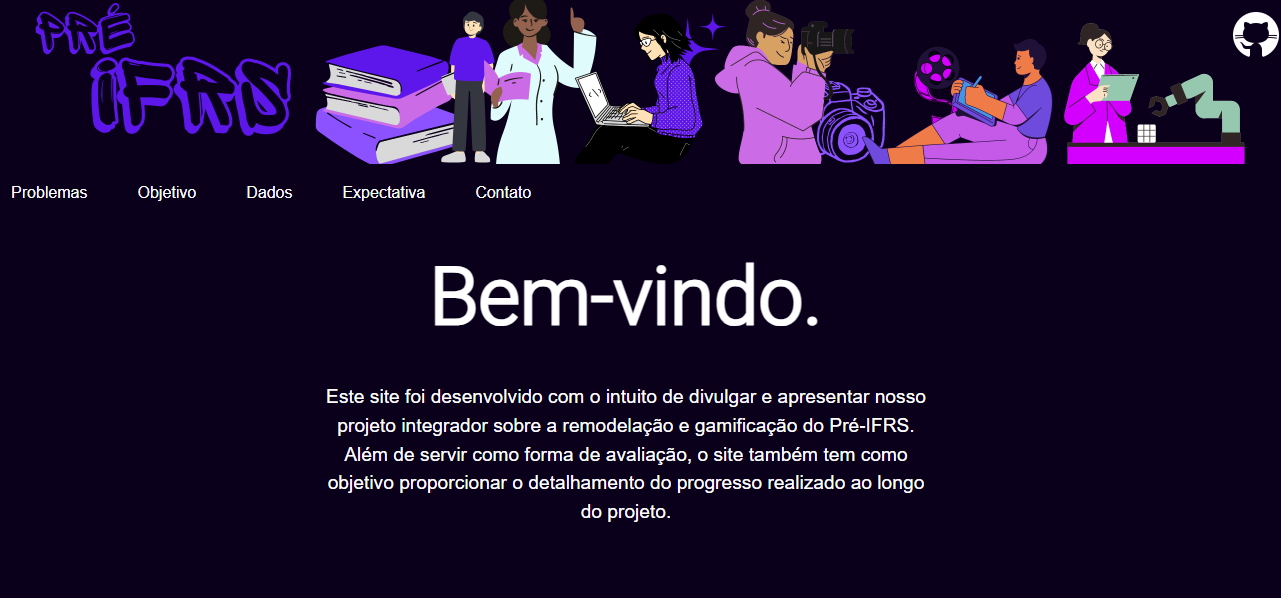 PRÉ
IFRS
Problemas Objetivo Dados Expectativa Contato
Bem-vindo.
Este site foi desenvolvido com o intuito de divulgar e apresentar nosso
projeto integrador sobre a remodelação e gamificação do Pré-IFRS.
Além de servir como forma de avaliação, o site também tem como
objetivo proporcionar o detalhamento do progresso realizado ao longo
do projeto.